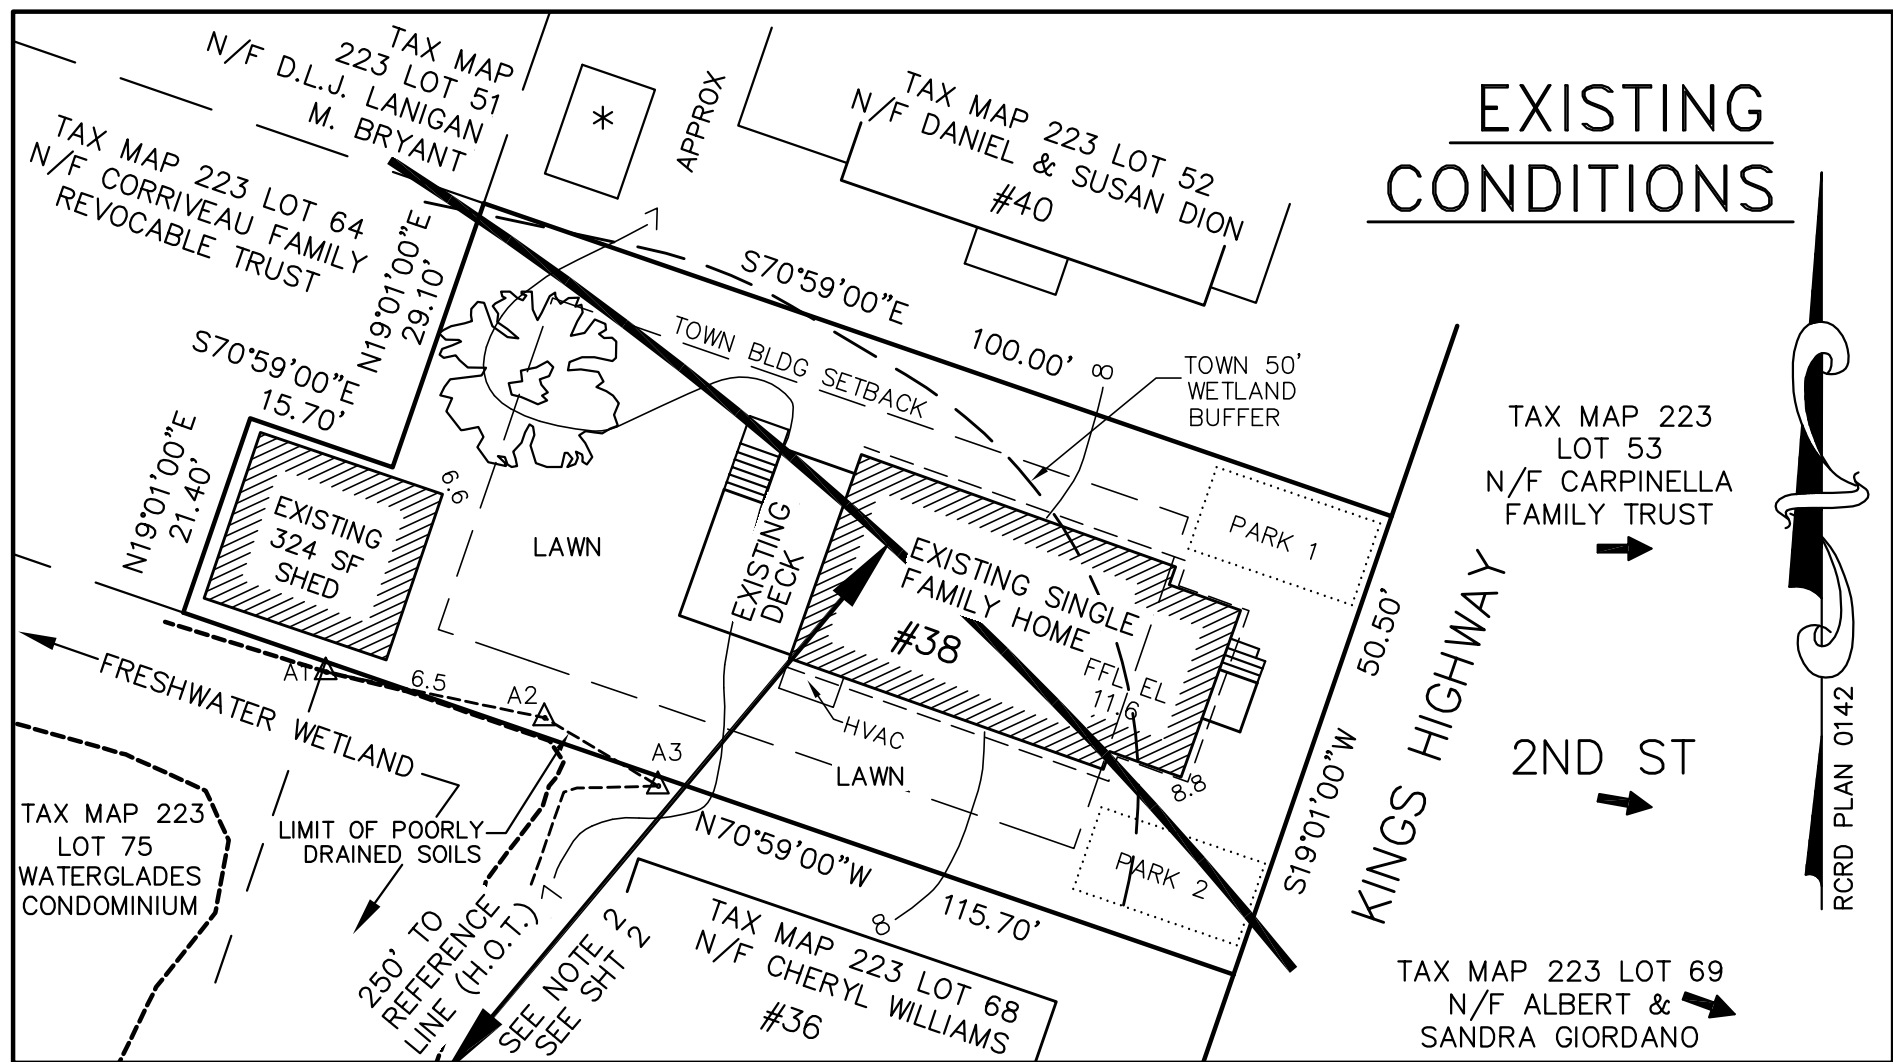 EXISTING
CONDITIONS
TAX MAP
223 LOT 51
N/F D.L.J. LANIGAN
M. BRYANT
*
APPROX
TAX MAP 223 LOT 52
N/F DANIEL & SUSAN DION
#40
TAX MAP 223 LOT 64
N/F CORRIVEAU FAMILY
REVOCABLE TRUST
N19°01'00"E
29.10'
7
S70°59'00"E
100.00'
8
S70°59'00"E
15.70'
TOWN BLDG SETBACK
TOWN 50'
WETLAND
BUFFER
TAX MAP 223
LOT 53
N/F CARPINELLA
FAMILY TRUST
N19°01'00"E
21.40'
6.6
EXISTING
324 SF
SHED
LAWN
EXISTING
DECK
PARK 1
EXISTING SINGLE
FAMILY HOME
#38
FFL EL
11.6
S19°01'00"W
50.50'
KINGS HIGHWAY
FRESHWATER WETLAND
A1
6.5
A2
A3
HVAC
LAWN
8.8
2ND ST
RCRD PLAN 0142
TAX MAP 223
LOT 75
WATERGLADES
CONDOMINIUM
LIMIT OF POORLY
DRAINED SOILS
N70°59'00"W
115.70'
PARK 2
7
8
250' TO
REFERENCE
LINE (H.O.T.)
SEE NOTE 2
SEE SHT 2
TAX MAP 223 LOT 68
N/F CHERYL WILLIAMS
#36
TAX MAP 223 LOT 69
N/F ALBERT &
SANDRA GIORDANO